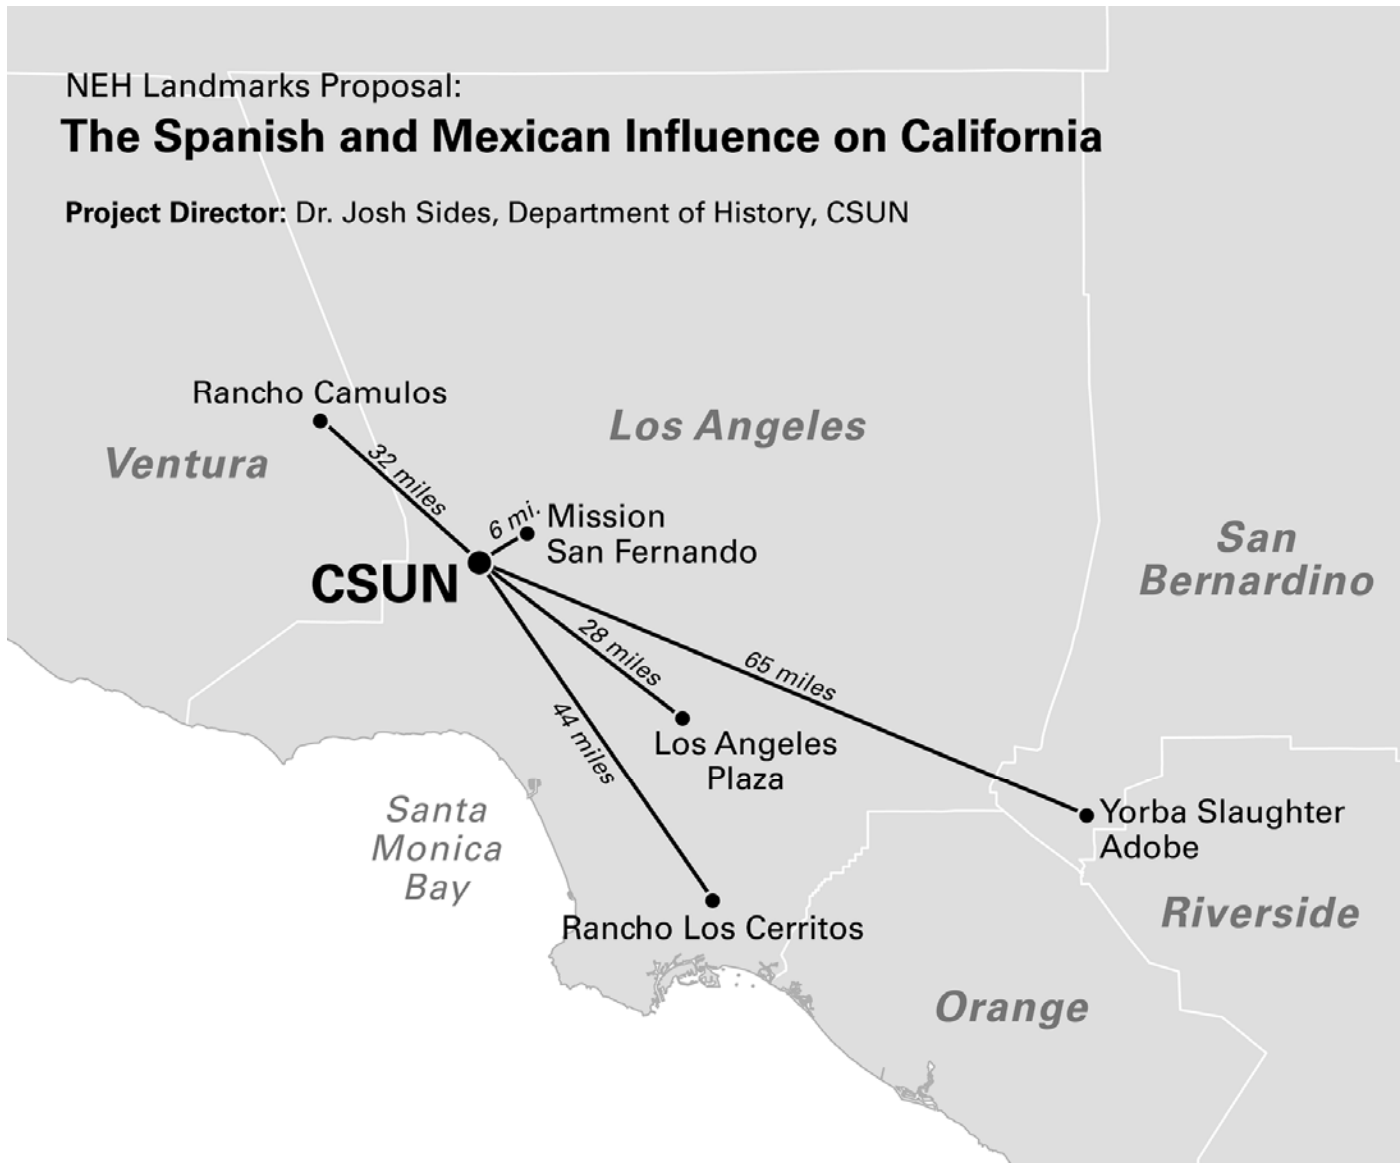 NEH Landmarks Proposal:
The Spanish and Mexican Influence on California
Project Director: Dr. Josh Sides, Department of History, CSUN
Rancho Camulos
Los Angeles
Ventura
32 miles
6 mi.
Mission
San Fernando
CSUN
San
Bernardino
28 miles
65 miles
44 miles
Los Angeles
Plaza
Santa
Monica
Bay
Yorba Slaughter
Adobe
Riverside
Rancho Los Cerritos
Orange